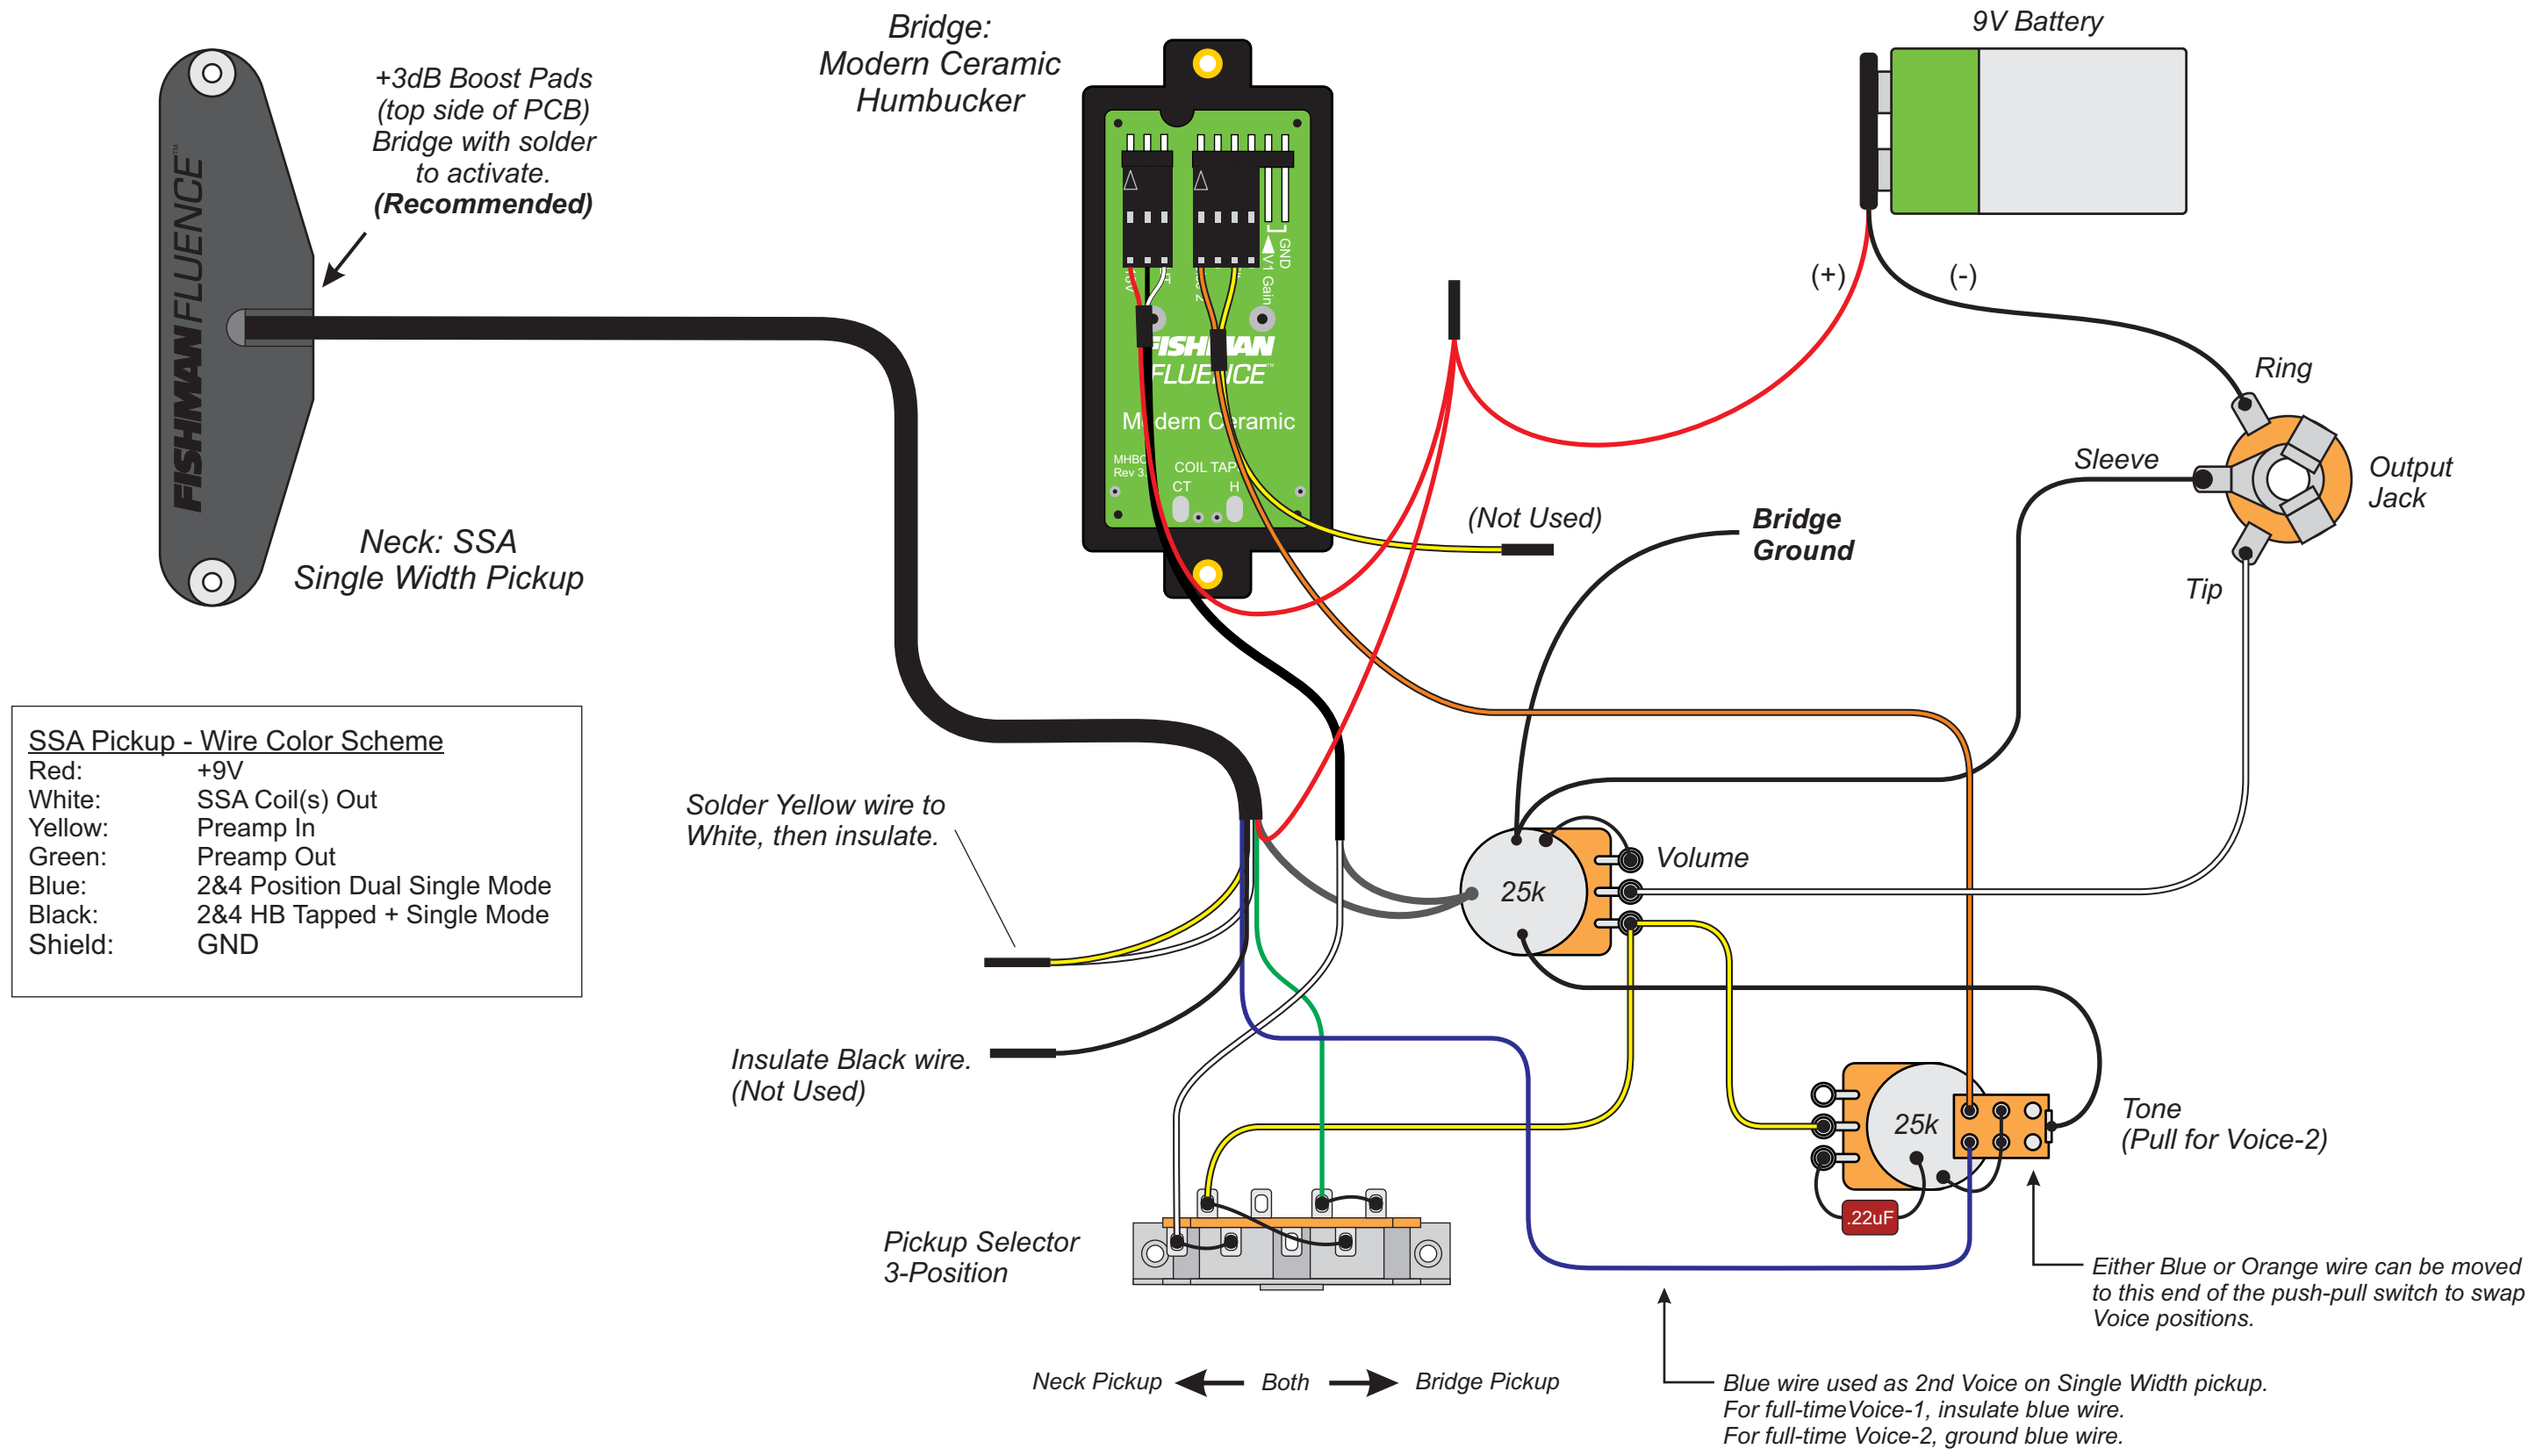 Bridge:
Modern Ceramic
Humbucker
9V Battery
+3dB Boost Pads
(top side of PCB)
Bridge with solder
to activate.
(Recommended)
FISHMAN FLUENCE™
GND
V1 Gain
FLUENCE™
Modern Ceramic
Rev 3.
COIL TAP
CT H
(+)
(-)
Ring
Sleeve
Output
Jack
Tip
(Not Used)
Bridge
Ground
Neck: SSA
Single Width Pickup
SSA Pickup - Wire Color Scheme
Red: +9V
White: SSA Coil(s) Out
Yellow: Preamp In
Green: Preamp Out
Blue: 2&4 Position Dual Single Mode
Black: 2&4 HB Tapped + Single Mode
Shield: GND
Solder Yellow wire to
White, then insulate.
Volume
25k
Insulate Black wire.
(Not Used)
25k
Tone
(Pull for Voice-2)
.22uF
Pickup Selector
3-Position
Either Blue or Orange wire can be moved
to this end of the push-pull switch to swap
Voice positions.
Neck Pickup Both Bridge Pickup
Blue wire used as 2nd Voice on Single Width pickup.
For full-timeVoice-1, insulate blue wire.
For full-time Voice-2, ground blue wire.